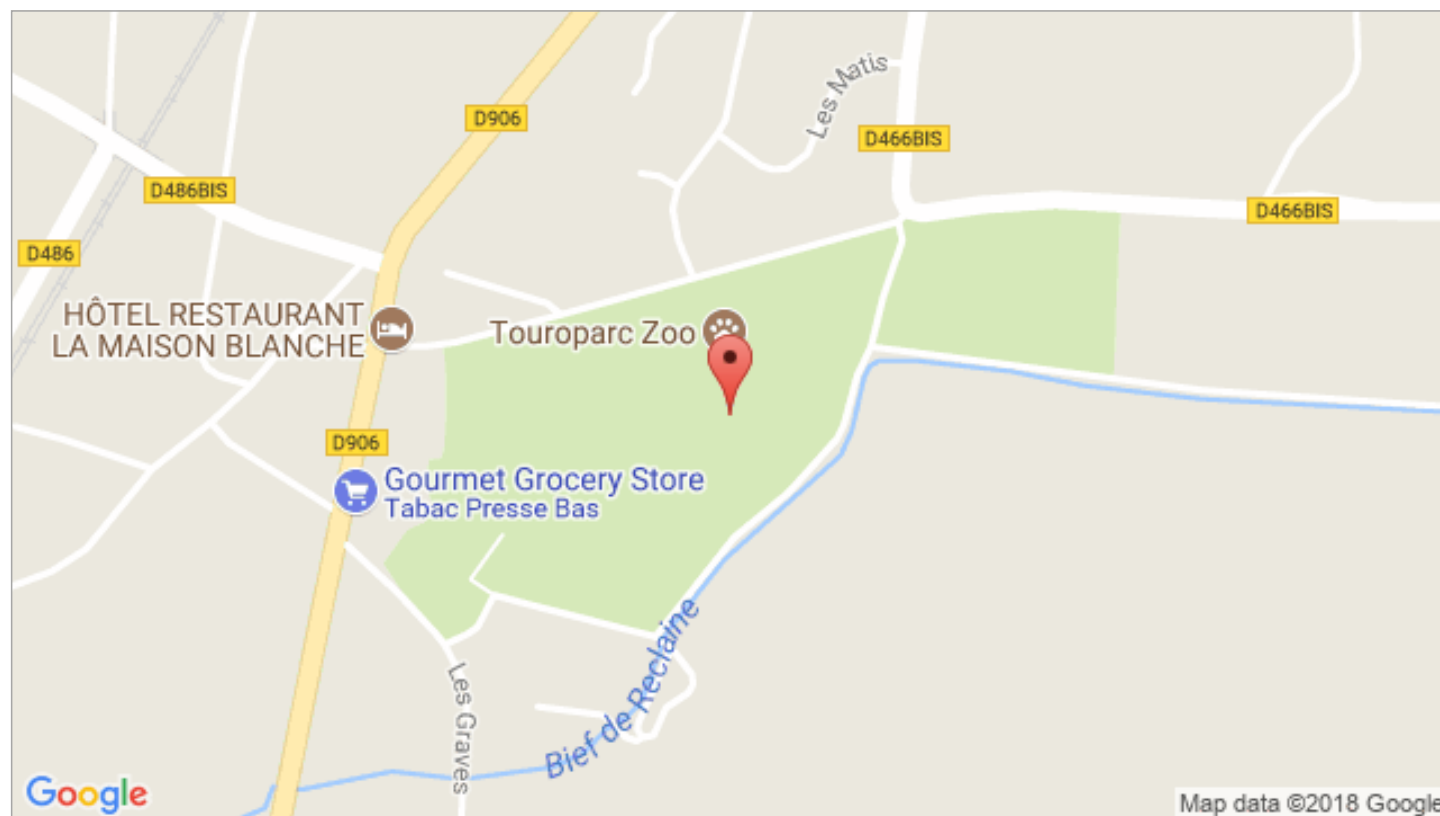 Les Matis
D906
D466BIS
D486BIS
D466BIS
D486
HÔTEL RESTAURANT
LA MAISON BLANCHE
Touroparc Zoo
D906
Gourmet Grocery Store
Tabac Presse Bas
Les Graves
Bief de Reclaine
Google
Map data ©2018 Google